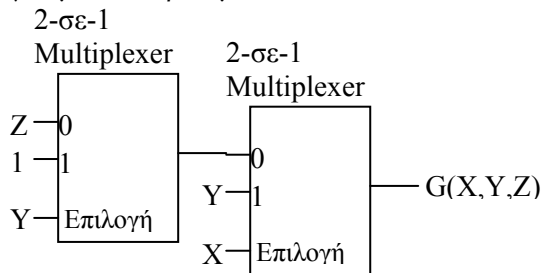 2-σε-1
Multiplexer
2-σε-1
Multiplexer
Z 0
1 1
Y Επιλογή
0
Y 1
X Επιλογή
G(X,Y,Z)